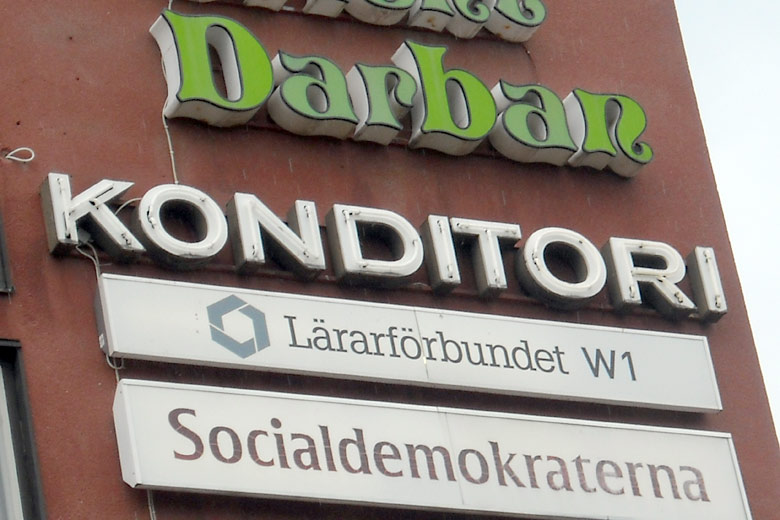 Darban
KONDITORI
Lärarförbundet W1
Socialdemokraterna